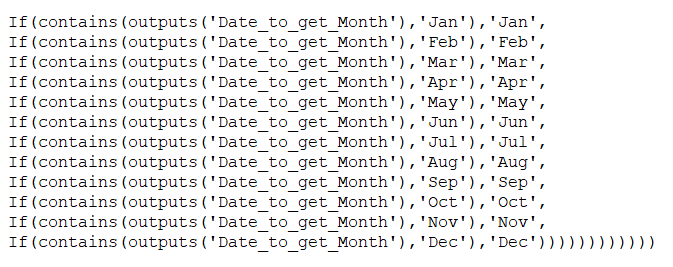 If(contains(outputs('Date_to_get_Month'),'Jan'),'Jan',
If(contains(outputs('Date_to_get_Month'),'Feb'),'Feb',
If(contains(outputs('Date_to_get_Month'),'Mar'),'Mar',
If(contains(outputs('Date_to_get_Month'),'Apr'),'Apr',
If(contains(outputs('Date_to_get_Month'),'May'),'May',
If(contains(outputs('Date_to_get_Month'),'Jun'),'Jun',
If(contains(outputs('Date_to_get_Month'),'Jul'),'Jul',
If(contains(outputs('Date_to_get_Month'),'Aug'),'Aug',
If(contains(outputs('Date_to_get_Month'),'Sep'),'Sep',
If(contains(outputs('Date_to_get_Month'),'Oct'),'Oct',
If(contains(outputs('Date_to_get_Month'),'Nov'),'Nov',
If(contains(outputs('Date_to_get_Month'),'Dec'),'Dec'))))))))))))